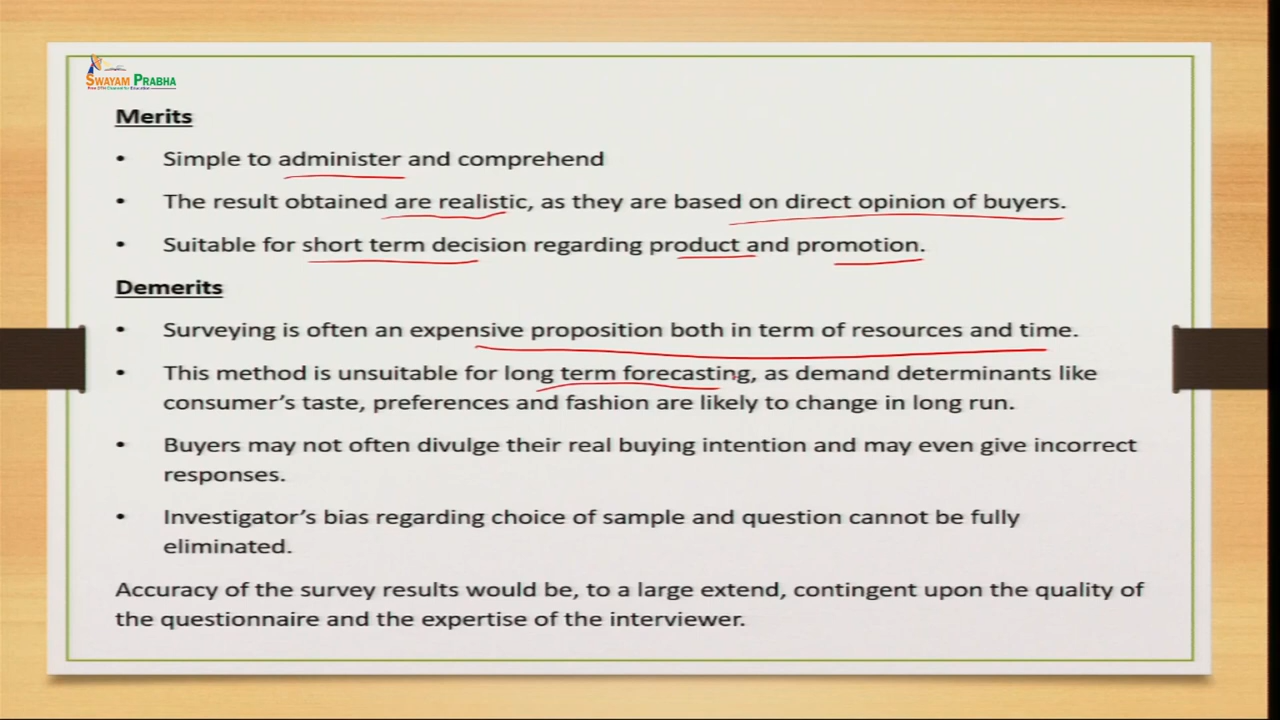 SWAYAM PRABHA
Merits
• Simple to administer and comprehend
• The result obtained are realistic, as they are based on direct opinion of buyers.
• Suitable for short term decision regarding product and promotion.
Demerits
• Surveying is often an expensive proposition both in term of resources and time.
• This method is unsuitable for long term forecasting, as demand determinants like
consumer's taste, preferences and fashion are likely to change in long run.
• Buyers may not often divulge their real buying intention and may even give incorrect
responses.
• Investigator's bias regarding choice of sample and question cannot be fully
eliminated.
Accuracy of the survey results would be, to a large extend, contingent upon the quality of
the questionnaire and the expertise of the interviewer.